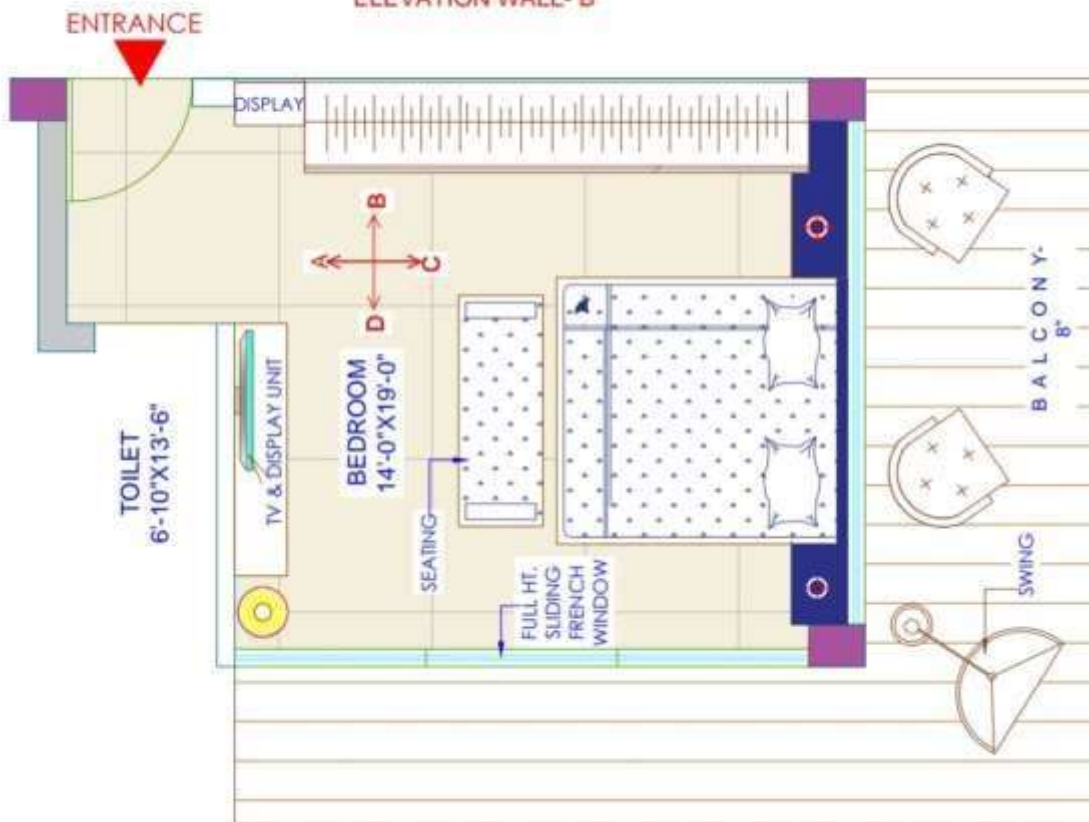 ELEVATION WALL-
ENTRANCE
DISPLAY
A
B
C
D
TOILET
6'-10"X13'-6"
TV & DISPLAY UNIT
BEDROOM
14'-0"X19'-0"
SEATING
FULL HT.
SLIDING
FRENCH
WINDOW
BALCONY-
8"
SWING